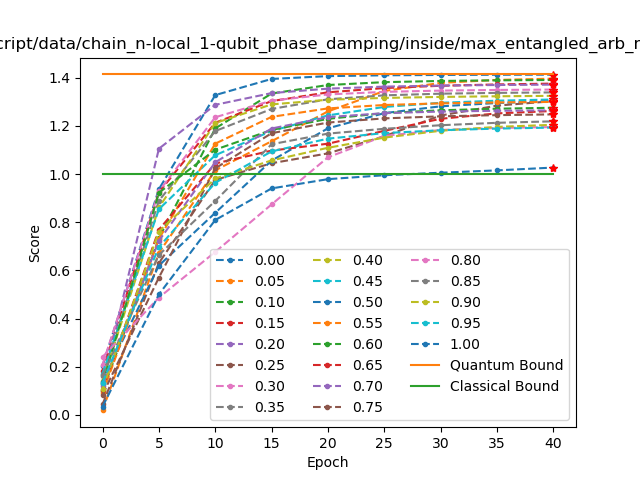 cript/data/chain_n-local_1-qubit_phase_damping/inside/max_entangled_arb_r
1.4
1.2
1.0
0.8
0.6
0.4
0.2
0.0
Score
0 5 10 15 20 25 30 35 40
Epoch
0.00 0.40 0.80
0.05 0.45 0.85
0.10 0.50 0.90
0.15 0.55 0.95
0.20 0.60 1.00
0.25 0.65 Quantum Bound
0.30 0.70 Classical Bound
0.35 0.75